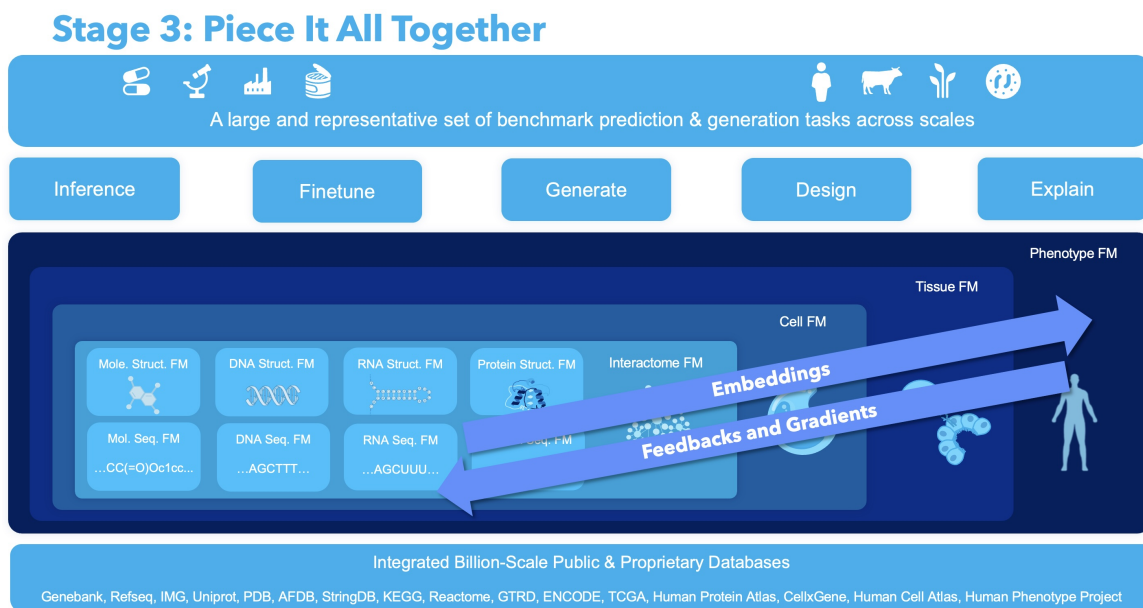 Stage 3: Piece It All Together
A large and representative set of benchmark prediction & generation tasks across scales
Inference
Finetune
Generate
Design
Explain
Phenotype FM
Tissue FM
Cell FM
Mole. Struct. FM
DNA Struct. FM
RNA Struct. FM
Protein Struct. FM
Interactome FM
Embeddings
Feedbacks and Gradients
Mol. Seq. FM
DNA Seq. FM
RNA Seq. FM
Seq. FM
...CC(=O)Oc1cc...
...AGCTTT...
...AGCUUU...
Integrated Billion-Scale Public & Proprietary Databases
Genebank, Refseq, IMG, Uniprot, PDB, AFDB, StringDB, KEGG, Reactome, GTRD, ENCODE, TCGA, Human Protein Atlas, CellxGene, Human Cell Atlas, Human Phenotype Project